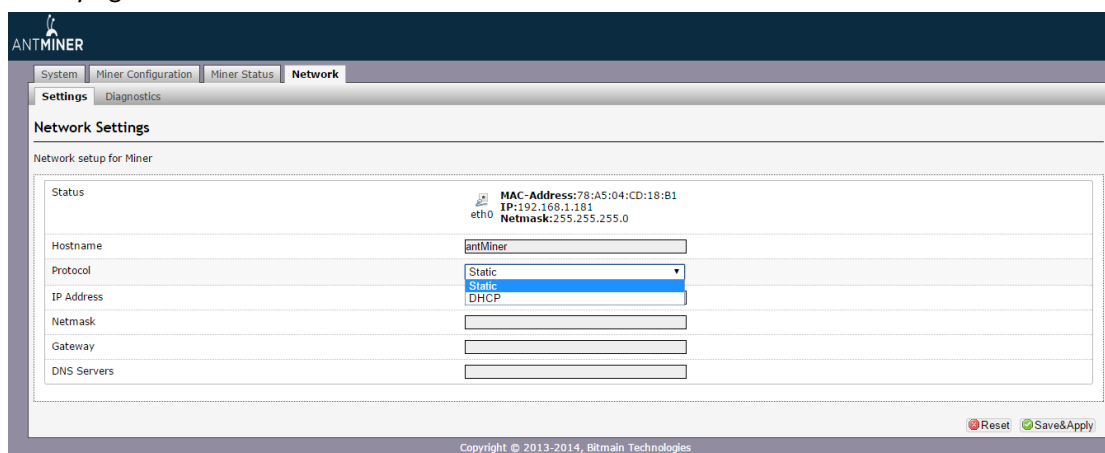 ANTMINER
System Miner Configuration Miner Status Network
Settings Diagnostics
Network Settings
Network setup for Miner
Status
MAC-Address:78:A5:04:CD:18:B1
IP:192.168.1.181
eth0 Netmask:255.255.255.0
Hostname antMiner
Protocol Static
Static
IP Address DHCP
Netmask
Gateway
DNS Servers
Reset Save&Apply
Copyright © 2013-2014, Bitmain Technologies